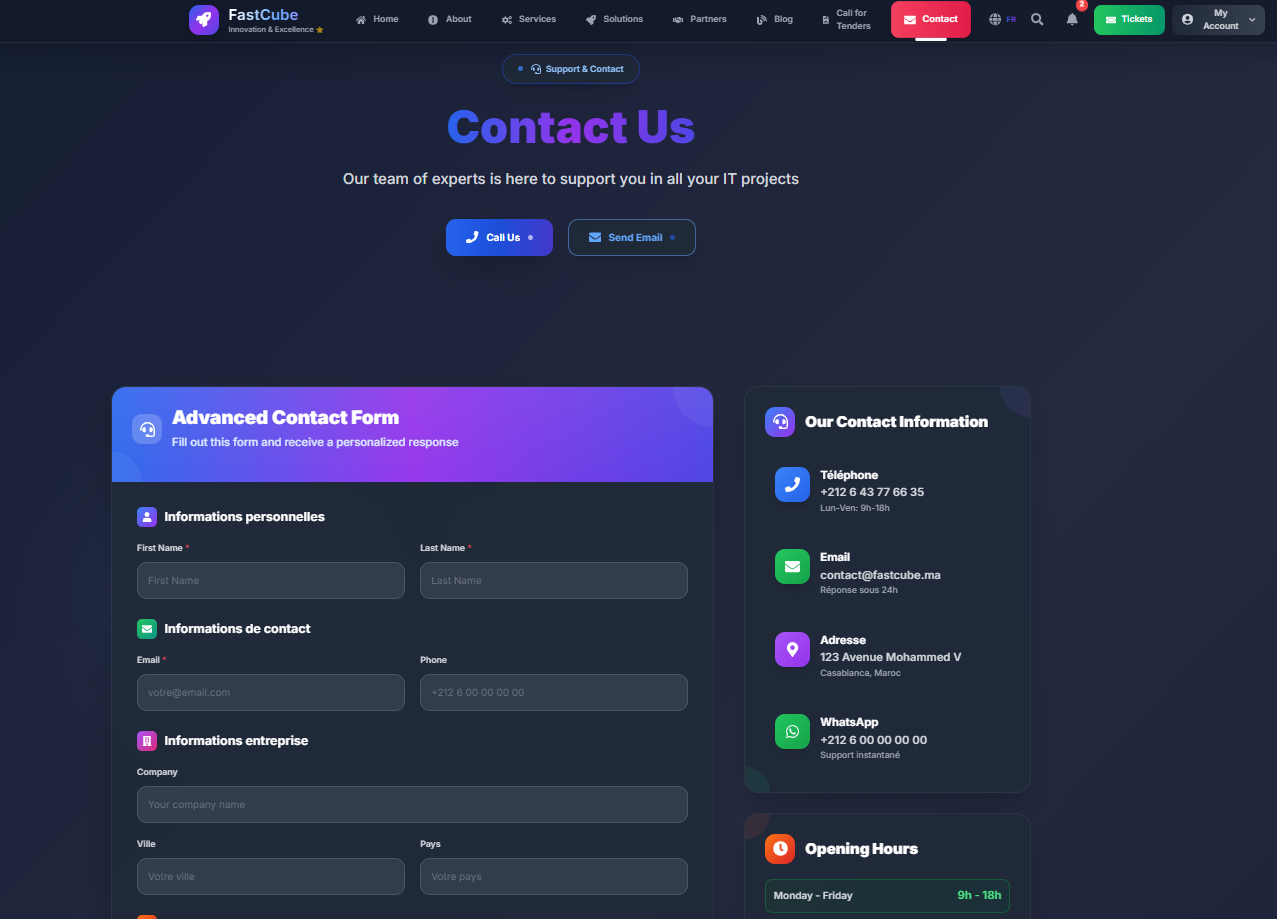 FastCube
Innovation & Excellence
Home
About
Services
Solutions
Partners
Blog
Call for
Tenders
Contact
FR
2
Tickets
My
Account
Support & Contact
Contact Us
Our team of experts is here to support you in all your IT projects
Call Us
Send Email
Advanced Contact Form
Fill out this form and receive a personalized response
Informations personnelles
First Name *
Last Name *
First Name
Last Name
Informations de contact
Email *
Phone
votre@email.com
+212 6 00 00 00 00
Informations entreprise
Company
Your company name
Ville
Pays
Votre ville
Votre pays
Our Contact Information
Téléphone
+212 6 43 77 66 35
Lun-Ven: 9h-18h
Email
contact@fastcube.ma
Réponse sous 24h
Adresse
123 Avenue Mohammed V
Casablanca, Maroc
WhatsApp
+212 6 00 00 00 00
Support instantané
Opening Hours
Monday - Friday
9h - 18h